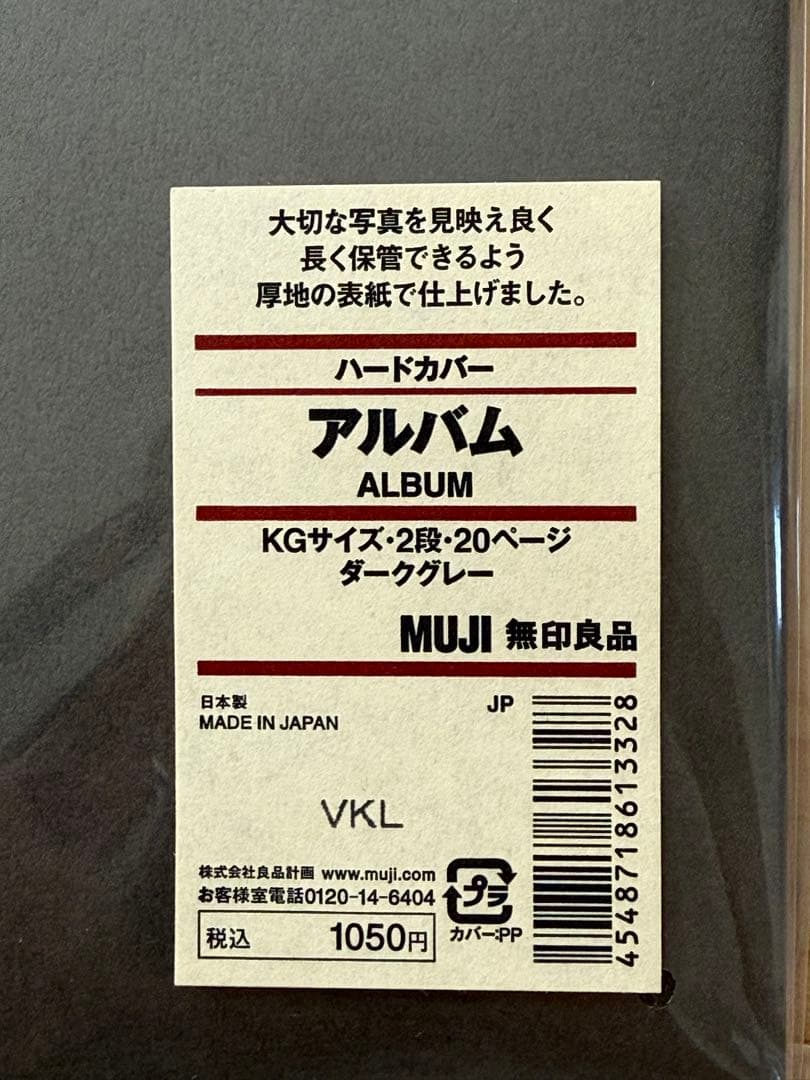 大切な写真を見映え良く
長く保管できるよう
厚地の表紙で仕上げました。
ハードカバー
アルバム
ALBUM
KGサイズ・2段・20ページ
ダークグレー
MUJI 無印良品
日本製
MADE IN JAPAN
JP
4548718613328
VKL
株式会社良品計画 www.muji.com
お客様室電話0120-14-6404
プラ
カバー:PP
税込 1050円